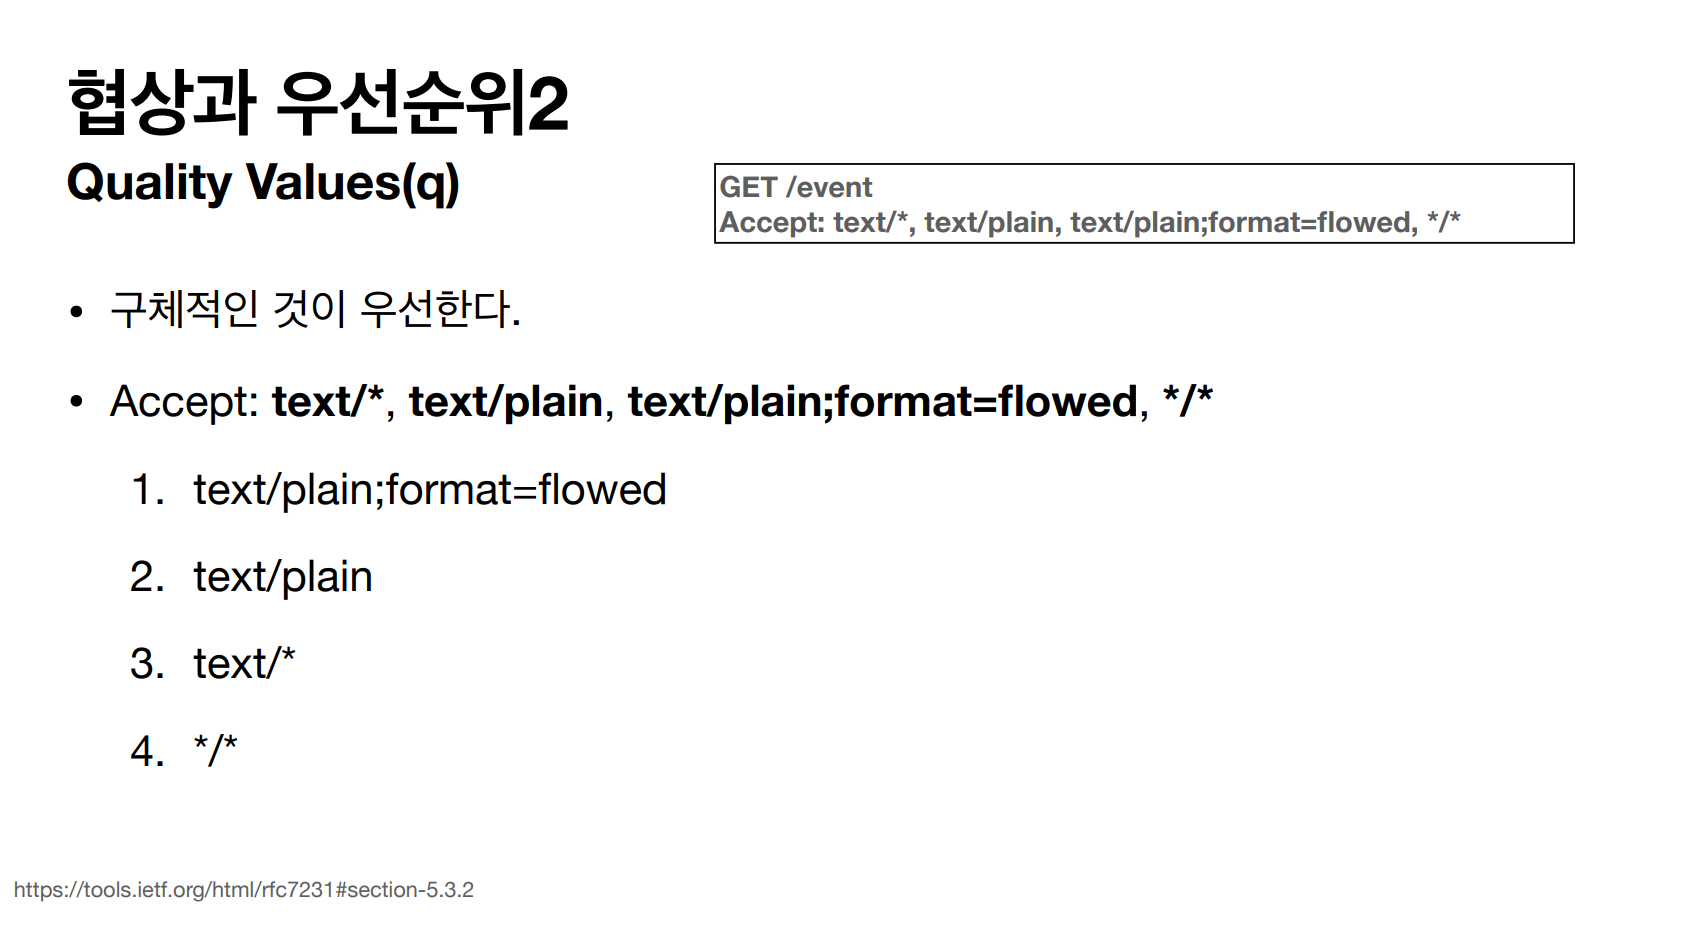 협상과 우선순위2
Quality Values(q)
GET /event
Accept: text/*, text/plain, text/plain;format=flowed, */*
• 구체적인 것이 우선한다.
• Accept: text/*, text/plain, text/plain;format=flowed, */*
1. text/plain;format=flowed
2. text/plain
3. text/*
4. */*
https://tools.ietf.org/html/rfc7231#section-5.3.2